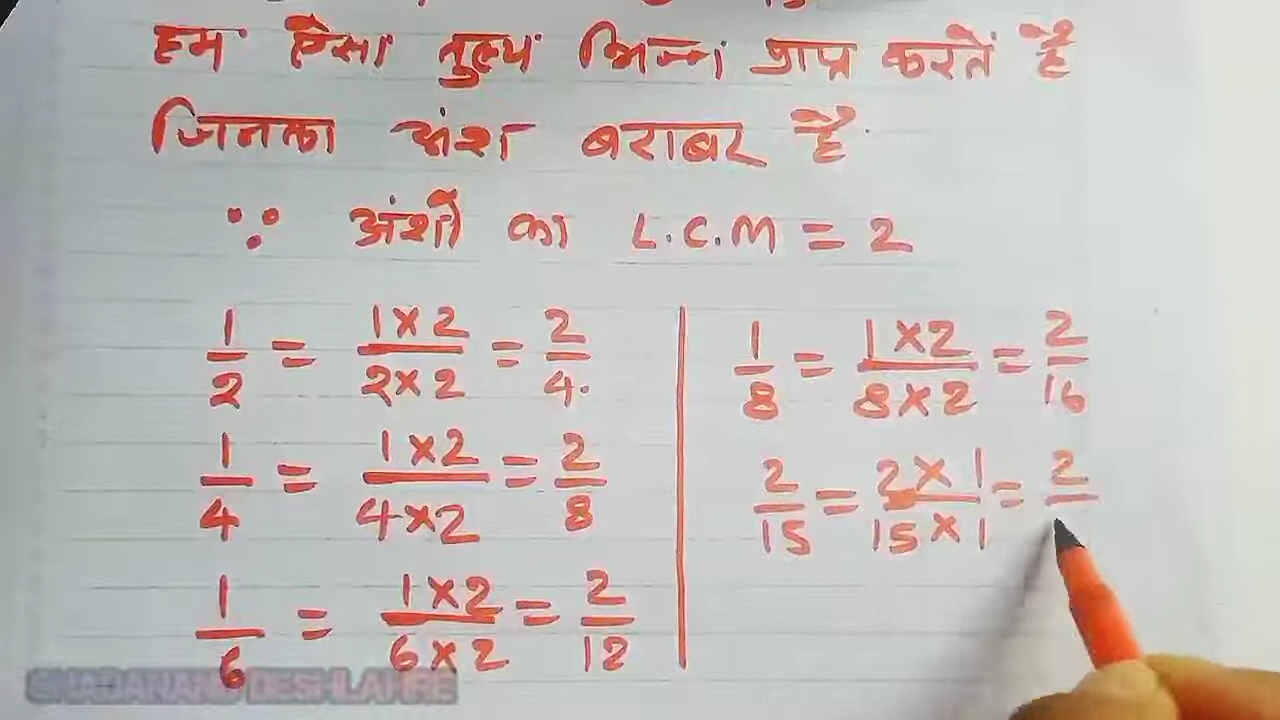 हम ऐसा तुल्य भिन्न प्राप्त करते है
जिनका अंश बराबर है
∵ अंशों का L.C.M = 2
1/2 = 1×2/2×2 = 2/4
1/4 = 1×2/4×2 = 2/8
1/6 = 1×2/6×2 = 2/12
1/8 = 1×2/8×2 = 2/16
2/15 = 2×1/15×1 = 2/
SHADANAND DESHLAHRE